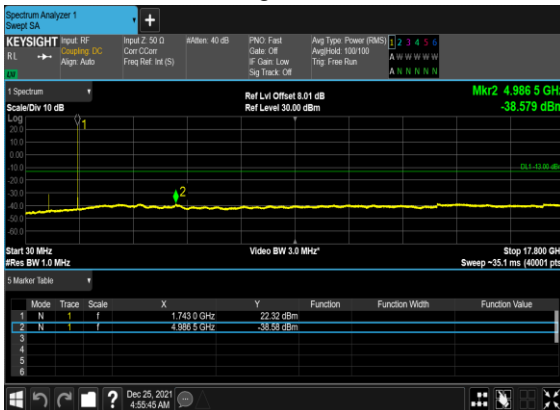 Spectrum Analyzer 1
Swept SA
KEYSIGHT Input: RF Input Z: 50 Ω #Atten: 40 dB PNO: Fast Avg Type: Power (RMS) 1 2 3 4 5 6
RL Coupling: DC Corr CCorr Gate: Off Avg|Hold: 100/100 A W W W W W
Align: Auto Freq Ref: Int (S) IF Gain: Low Trig: Free Run
Sig Track: Off A N N N N N
1 Spectrum Ref Lvl Offset 8.01 dB Mkr2 4.986 5 GHz
Scale/Div 10 dB Ref Level 30.00 dBm -38.579 dBm
Log
20.0 1
10.0
0.00
-10.0 DL1 -13.00 dBm
-20.0
-30.0 2
-40.0
-50.0
-60.0
Start 30 MHz Video BW 3.0 MHz* Stop 17.800 GH
#Res BW 1.0 MHz Sweep ~35.1 ms (40001 pts
5 Marker Table
Mode Trace Scale X Y Function Function Width Function Value
1 N 1 f 1.743 0 GHz 22.32 dBm
2 N 1 f 4.986 5 GHz -38.58 dBm
3
4
5
6
? Dec 25, 2021
4:55:45 AM